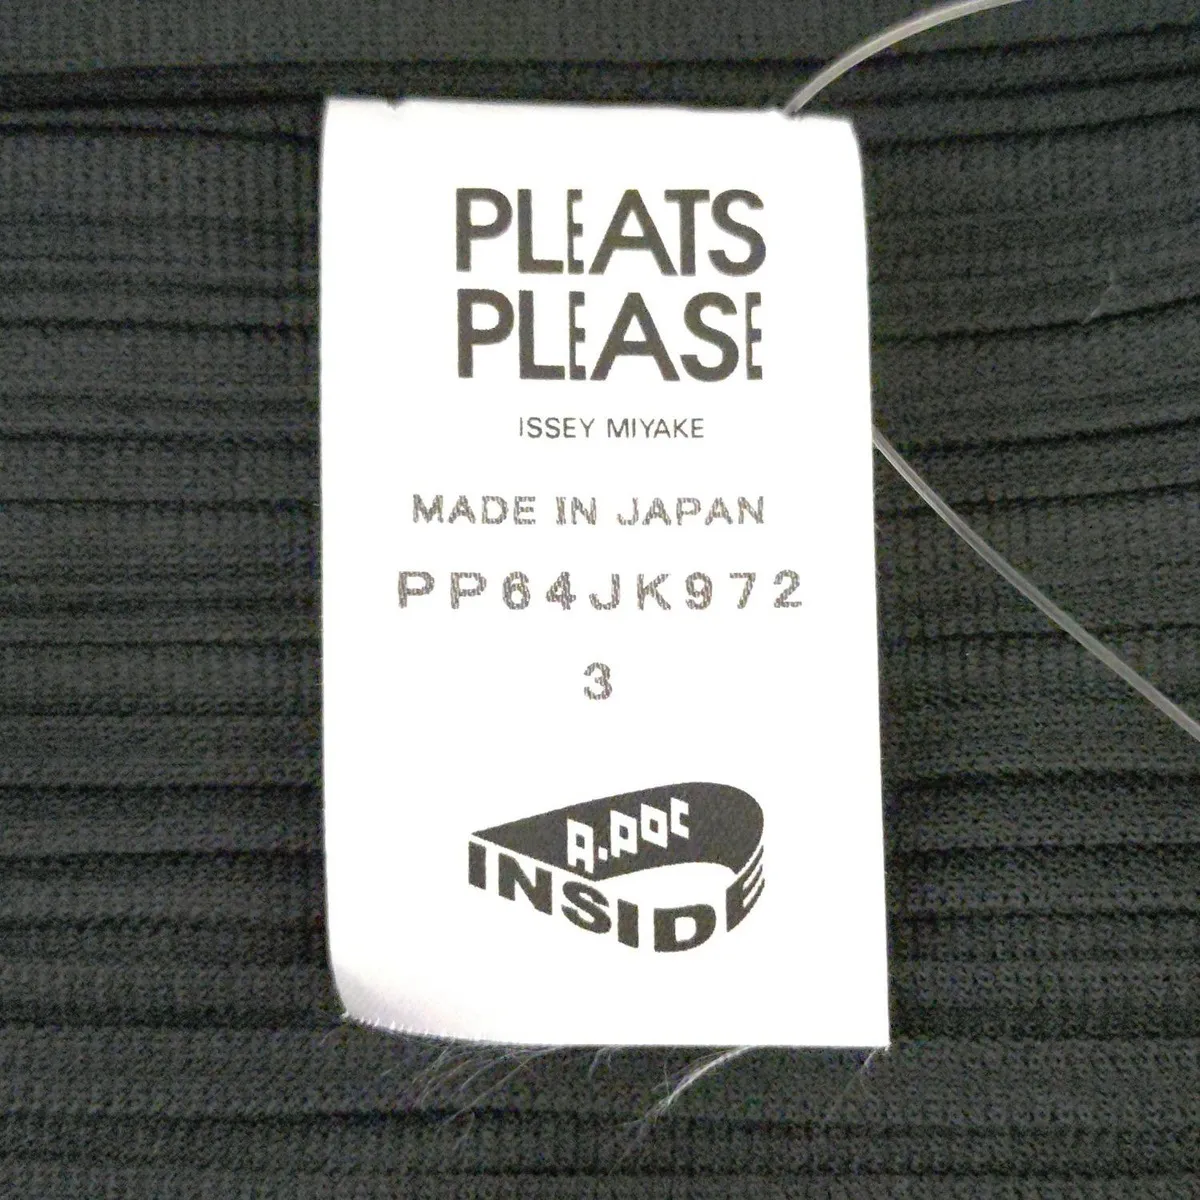 PLEATS
PLEASE
ISSEY MIYAKE
MADE IN JAPAN
PP64JK972
3
A.POC
INSIDE